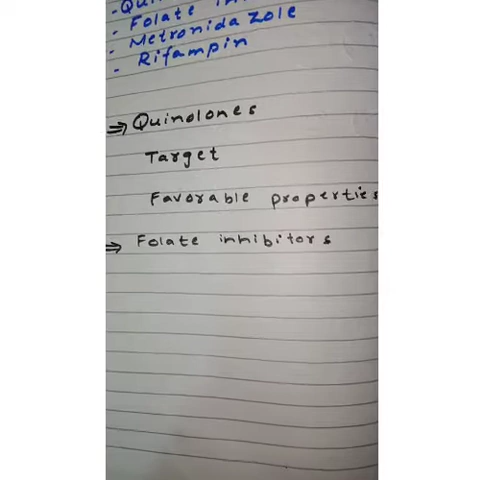 - Folate
- Metronidazole
- Rifampin
⇒ Quinolones
Target
Favorable properties
⇒ Folate inhibitors